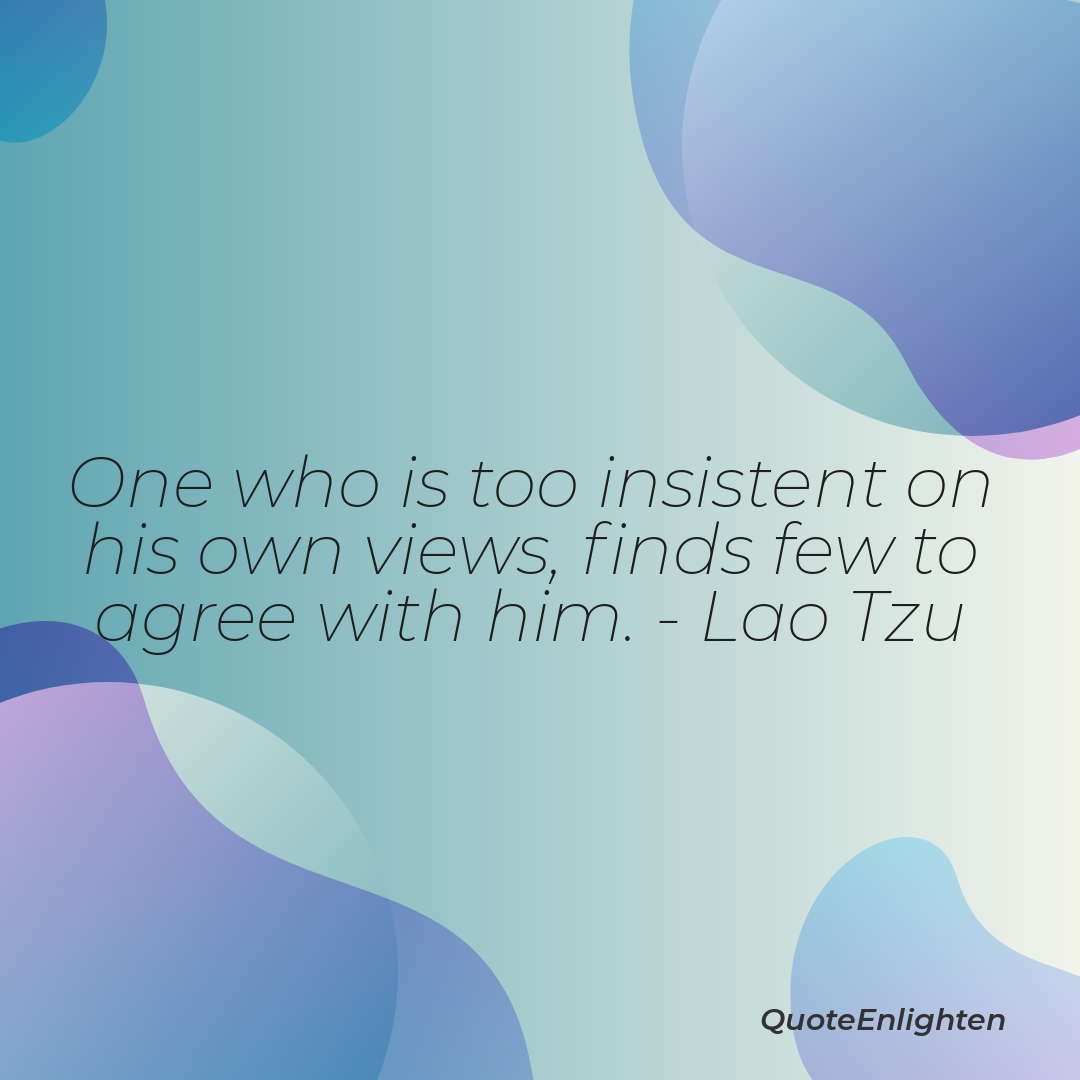 One who is too insistent on
his own views, finds few to
agree with him. - Lao Tzu
QuoteEnlighten